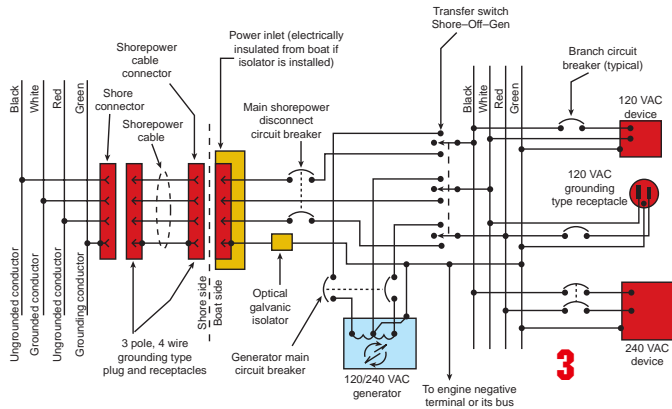 Transfer switch
Shore–Off–Gen
Power inlet (electrically
insulated from boat if
isolator is installed)
Shorepower
cable
connector
Branch circuit
breaker (typical)
Black
White
Red
Green
Shore
connector
Shorepower
cable
Main shorepower
disconnect
circuit breaker
Black
White
Red
Green
120 VAC
device
120 VAC
grounding
type receptacle
Ungrounded conductor
Grounded conductor
Ungrounded conductor
Grounding conductor
Shore side
Boat side
Optical
galvanic
isolator
3 pole, 4 wire
grounding type
plug and receptacles
Generator main
circuit breaker
120/240 VAC
generator
To engine negative
terminal or its bus
3
240 VAC
device